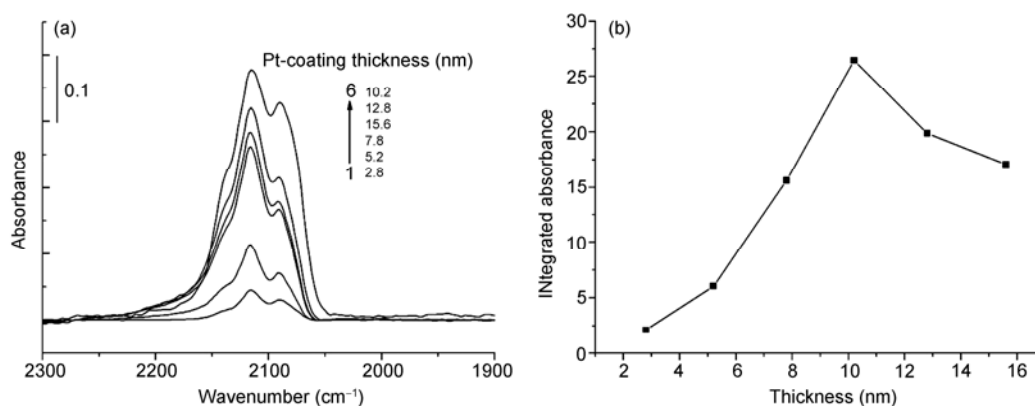 (a)
Pt-coating thickness (nm)
6 10.2
12.8
15.6
7.8
5.2
1 2.8
0.1
Absorbance
2300 2200 2100 2000 1900
Wavenumber (cm⁻¹)
(b)
30
25
20
15
10
5
0
INtegrated absorbance
2 4 6 8 10 12 14 16
Thickness (nm)